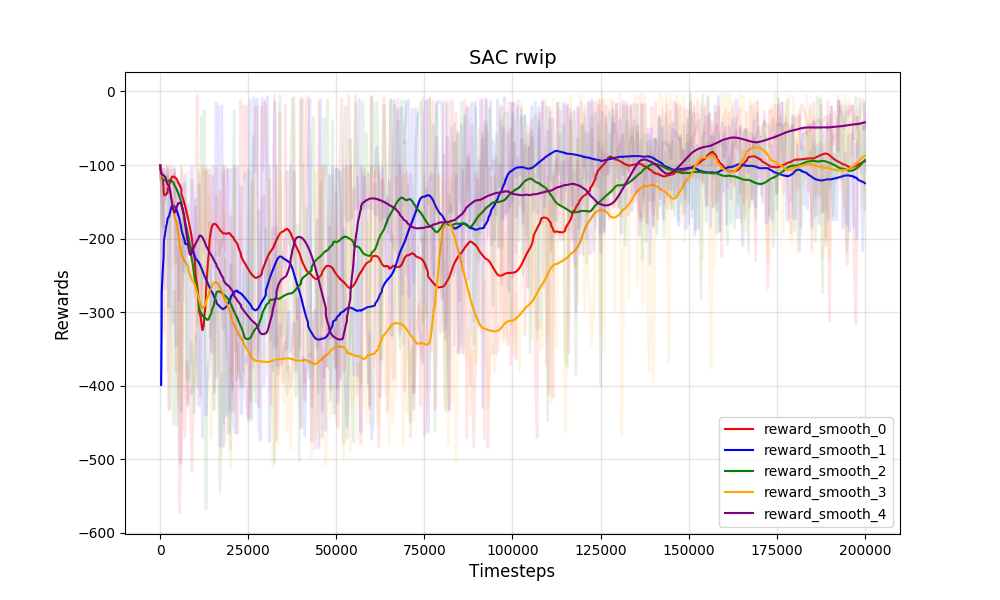 SAC rwip
Rewards
0
−100
−200
−300
−400
−500
−600
0 25000 50000 75000 100000 125000 150000 175000 200000
Timesteps
reward_smooth_0
reward_smooth_1
reward_smooth_2
reward_smooth_3
reward_smooth_4